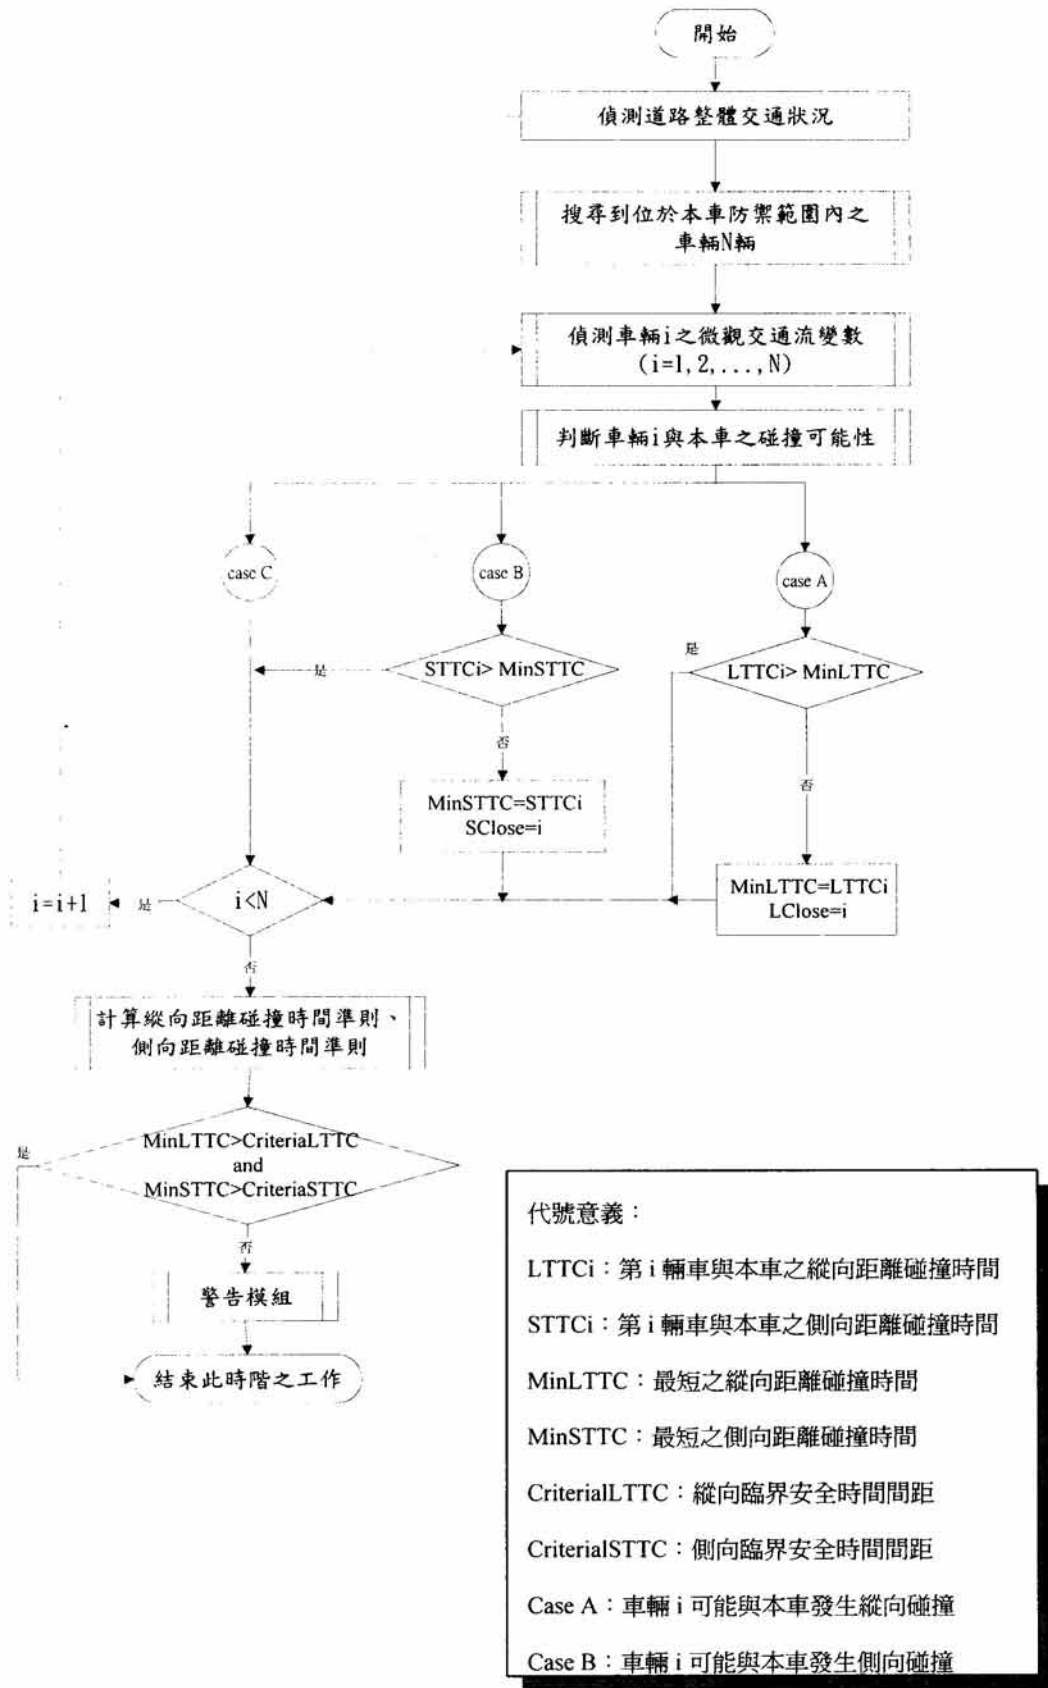 開始
偵測道路整體交通狀況
搜尋到位於本車防禦範圍內之
車輛N輛
偵測車輛i之微觀交通流變數
(i=1,2,...,N)
判斷車輛i與本車之碰撞可能性
case C
case B
case A
是
STTCi> MinSTTC
是
LTTCi> MinLTTC
否
否
MinSTTC=STTCi
SClose=i
MinLTTC=LTTCi
LClose=i
i=i+1
是
i<N
否
計算縱向距離碰撞時間準則、
側向距離碰撞時間準則
是
MinLTTC>CriteriaLTTC
and
MinSTTC>CriteriaSTTC
否
警告模組
結束此時階之工作
代號意義：
LTTCi：第 i 輛車與本車之縱向距離碰撞時間
STTCi：第 i 輛車與本車之側向距離碰撞時間
MinLTTC：最短之縱向距離碰撞時間
MinSTTC：最短之側向距離碰撞時間
CriterialLTTC：縱向臨界安全時間間距
CriterialSTTC：側向臨界安全時間間距
Case A：車輛 i 可能與本車發生縱向碰撞
Case B：車輛 i 可能與本車發生側向碰撞